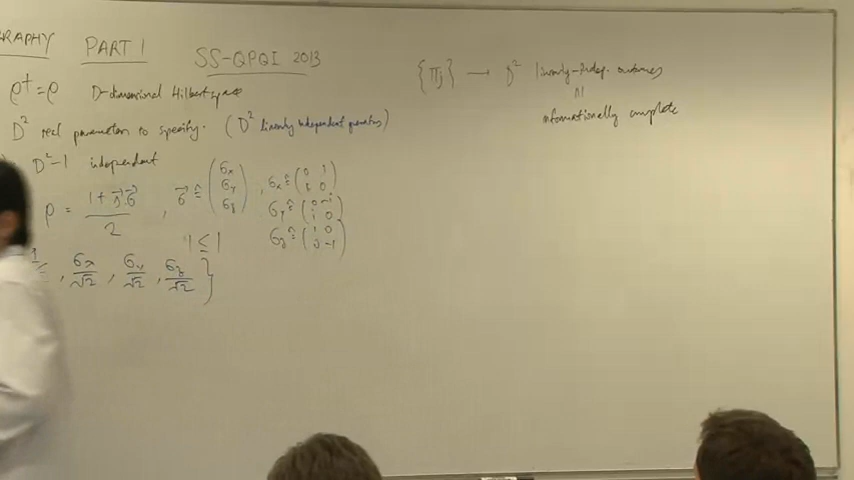 RAPHY PART 1 SS-QPQI 2013
ρ† = ρ D-dimensional Hilbert space
D² real parameters to specify. (D² linearly independent
D²-1 independent
ρ = (1 + s⃗·σ⃗)/2 , σ⃗ ≙ (σx σy σz) , σx ≙ (0 1 1 0)
σy ≙ (0 -i i 0)
≤ 1 σz ≙ (1 0 0 -1)
, σx/√2 , σy/√2 , σz/√2 }
{Πj} → D² linearly-indep. outcomes
informationally complete